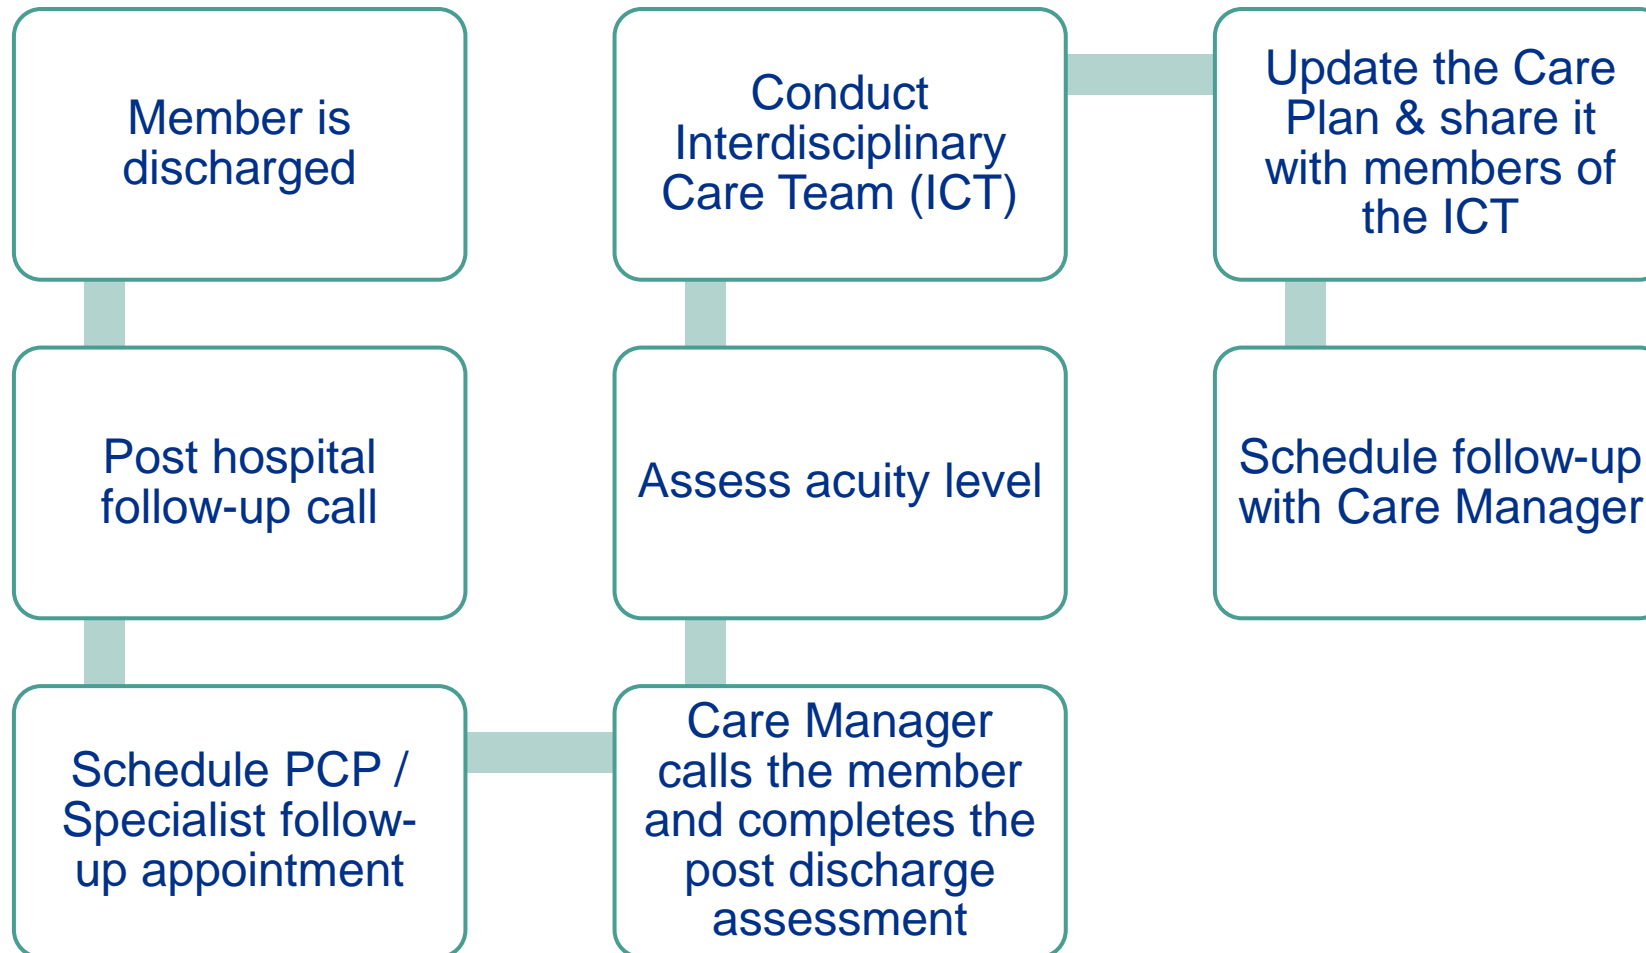 Member is
discharged
Post hospital
follow-up call
Schedule PCP /
Specialist follow-
up appointment
Care Manager
calls the member
and completes the
post discharge
assessment
Assess acuity level
Conduct
Interdisciplinary
Care Team (ICT)
Update the Care
Plan & share it
with members of
the ICT
Schedule follow-up
with Care Manager